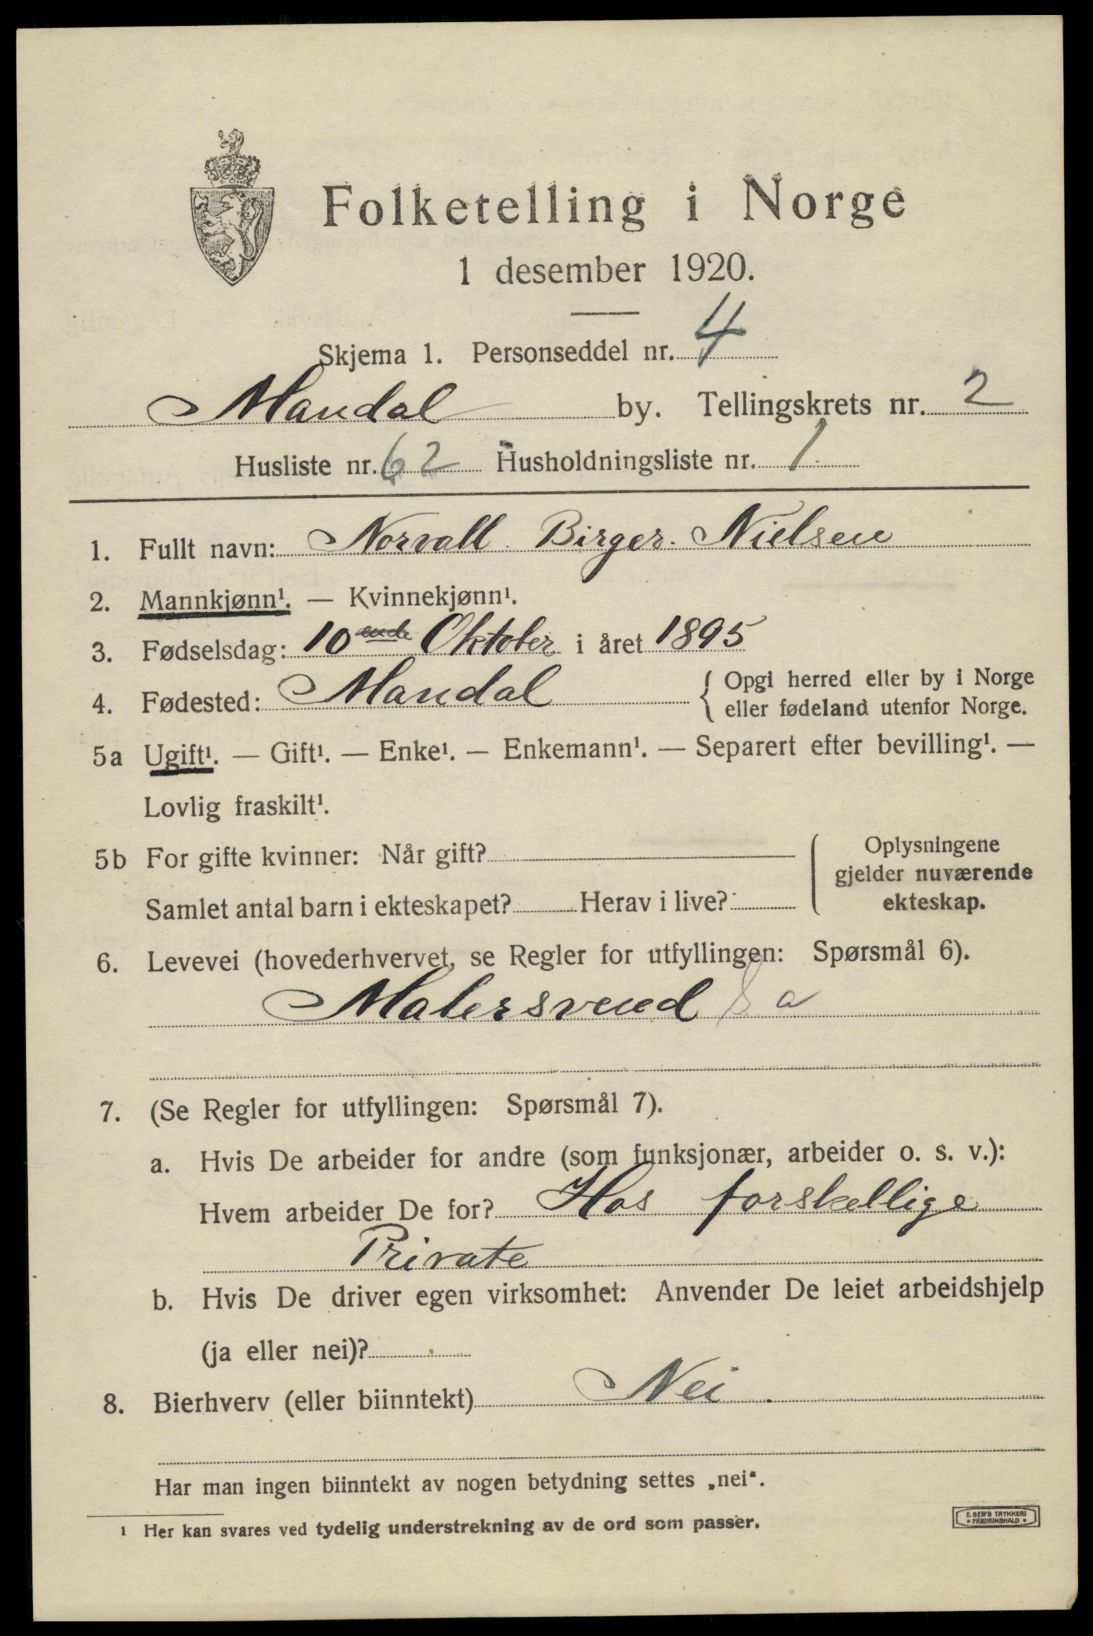 Folketelling i Norge
1 desember 1920.
Skjema 1. Personseddel nr. 4
Mandal by. Tellingskrets nr. 2
Husliste nr. 62 Husholdningsliste nr. 1
1. Fullt navn: Norvall Birger Nielsen
2. Mannkjønn¹. — Kvinnekjønn¹.
3. Fødselsdag: 10 ende Oktober i året 1895
4. Fødested: Mandal { Opgi herred eller by i Norge
eller fødeland utenfor Norge.
5a Ugift¹. — Gift¹. — Enke¹. — Enkemann¹. — Separert efter bevilling¹. —
Lovlig fraskilt¹.
5b For gifte kvinner: Når gift?
Samlet antal barn i ekteskapet? Herav i live?
Oplysningene
gjelder nuværende
ekteskap.
6. Levevei (hovederhvervet, se Regler for utfyllingen: Spørsmål 6).
Malersvend a
7. (Se Regler for utfyllingen: Spørsmål 7).
a. Hvis De arbeider for andre (som funksjonær, arbeider o. s. v.):
Hvem arbeider De for? Hos forskellige
Private
b. Hvis De driver egen virksomhet: Anvender De leiet arbeidshjelp
(ja eller nei)?
8. Bierhverv (eller biinntekt) Nei.
Har man ingen biinntekt av nogen betydning settes „nei“.
¹ Her kan svares ved tydelig understrekning av de ord som passer.
E. SEM'S TRYKKERI
FREDRIKSHALD